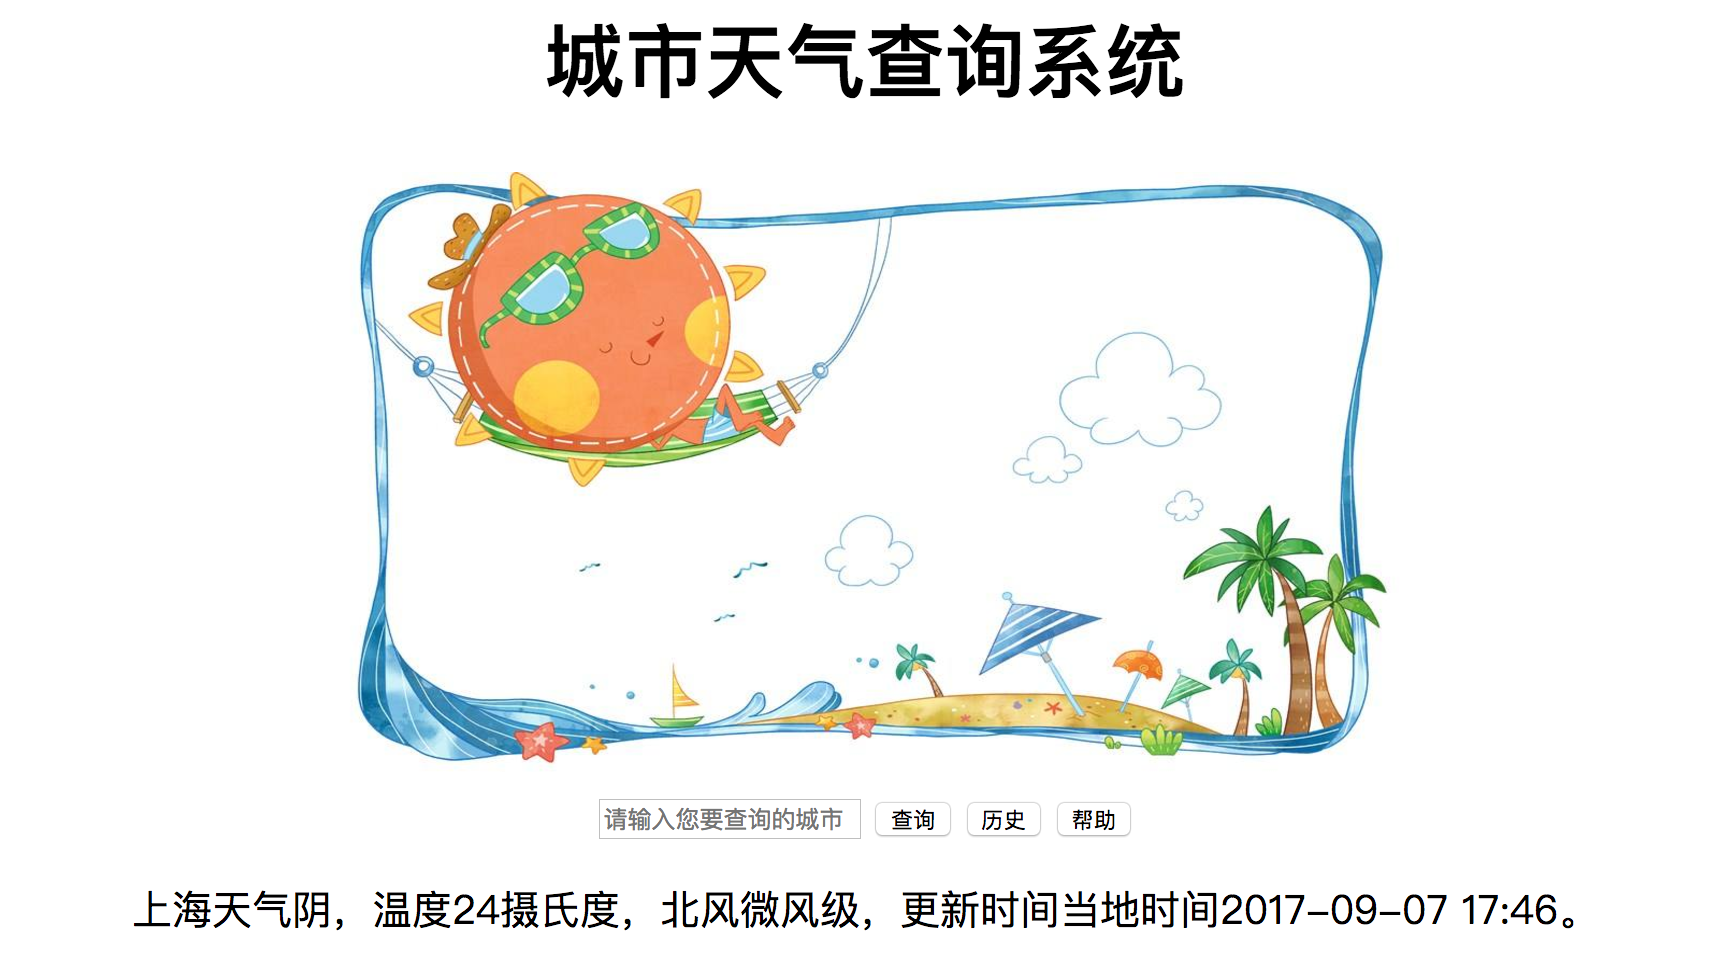 城市天气查询系统
请输入您要查询的城市 查询 历史 帮助
上海天气阴，温度24摄氏度，北风微风级，更新时间当地时间2017-09-07 17:46。